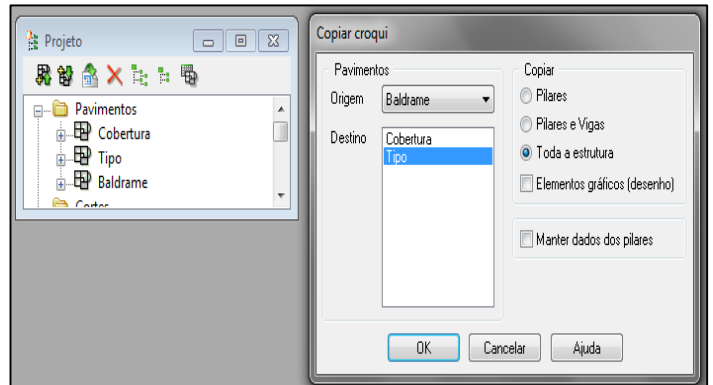 Projeto
Pavimentos
Cobertura
Tipo
Baldrame
Cortes
Copiar croqui
Pavimentos
Origem Baldrame
Destino Cobertura
Tipo
Copiar
Pilares
Pilares e Vigas
Toda a estrutura
Elementos gráficos (desenho)
Manter dados dos pilares
OK Cancelar Ajuda